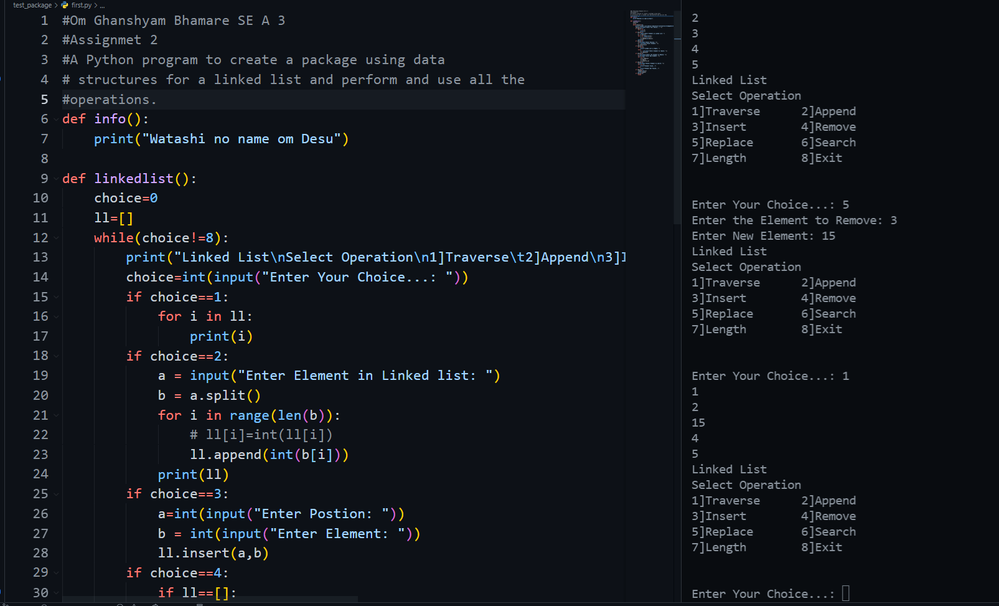 test_package > first.py > ...
1 #Om Ghanshyam Bhamare SE A 3
2 #Assignmet 2
3 #A Python program to create a package using data
4 # structures for a linked list and perform and use all the
5 #operations.
6 def info():
7 print("Watashi no name om Desu")
8
9 def linkedlist():
10 choice=0
11 ll=[]
12 while(choice!=8):
13 print("Linked List\nSelect Operation\n1]Traverse\t2]Append\n3]I
14 choice=int(input("Enter Your Choice...: "))
15 if choice==1:
16 for i in ll:
17 print(i)
18 if choice==2:
19 a = input("Enter Element in Linked list: ")
20 b = a.split()
21 for i in range(len(b)):
22 # ll[i]=int(ll[i])
23 ll.append(int(b[i]))
24 print(ll)
25 if choice==3:
26 a=int(input("Enter Postion: "))
27 b = int(input("Enter Element: "))
28 ll.insert(a,b)
29 if choice==4:
30 if ll==[]:
2
3
4
5
Linked List
Select Operation
1]Traverse 2]Append
3]Insert 4]Remove
5]Replace 6]Search
7]Length 8]Exit
Enter Your Choice...: 5
Enter the Element to Remove: 3
Enter New Element: 15
Linked List
Select Operation
1]Traverse 2]Append
3]Insert 4]Remove
5]Replace 6]Search
7]Length 8]Exit
Enter Your Choice...: 1
1
2
15
4
5
Linked List
Select Operation
1]Traverse 2]Append
3]Insert 4]Remove
5]Replace 6]Search
7]Length 8]Exit
Enter Your Choice...: